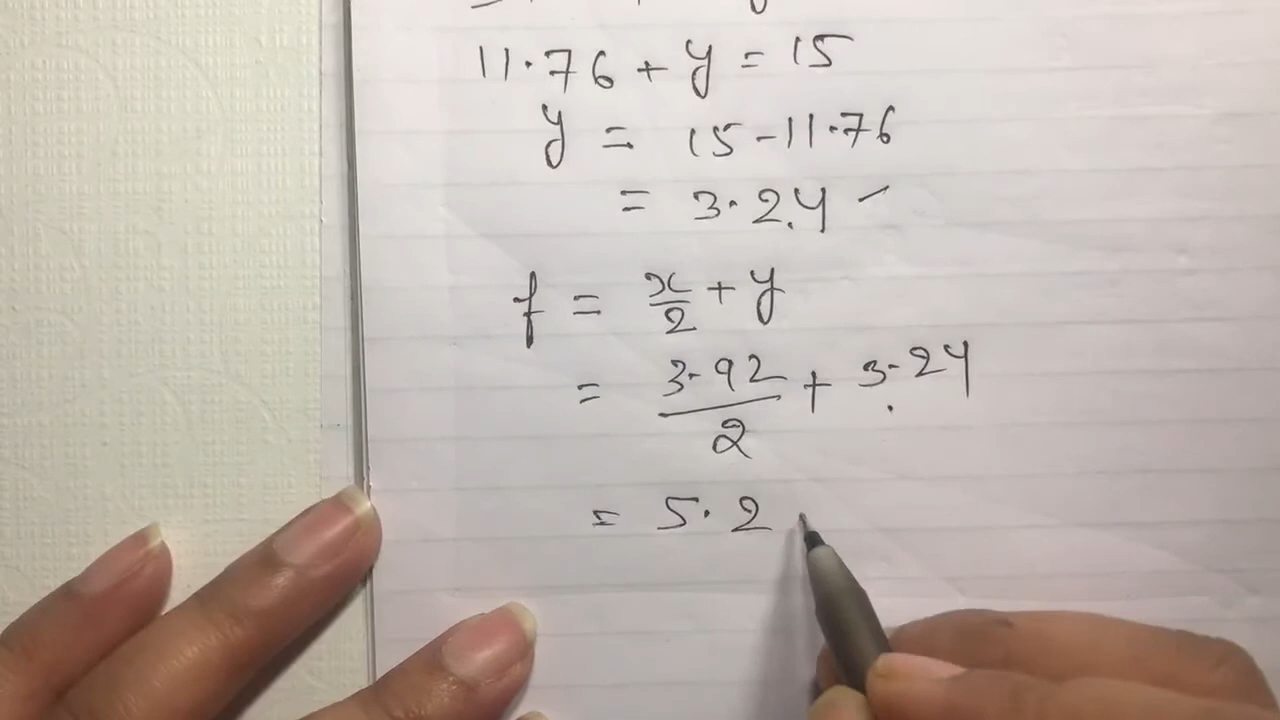 11.76 + y = 15
y = 15 - 11.76
= 3.24
f = x/2 + y
= 3.92/2 + 3.24
= 5.2